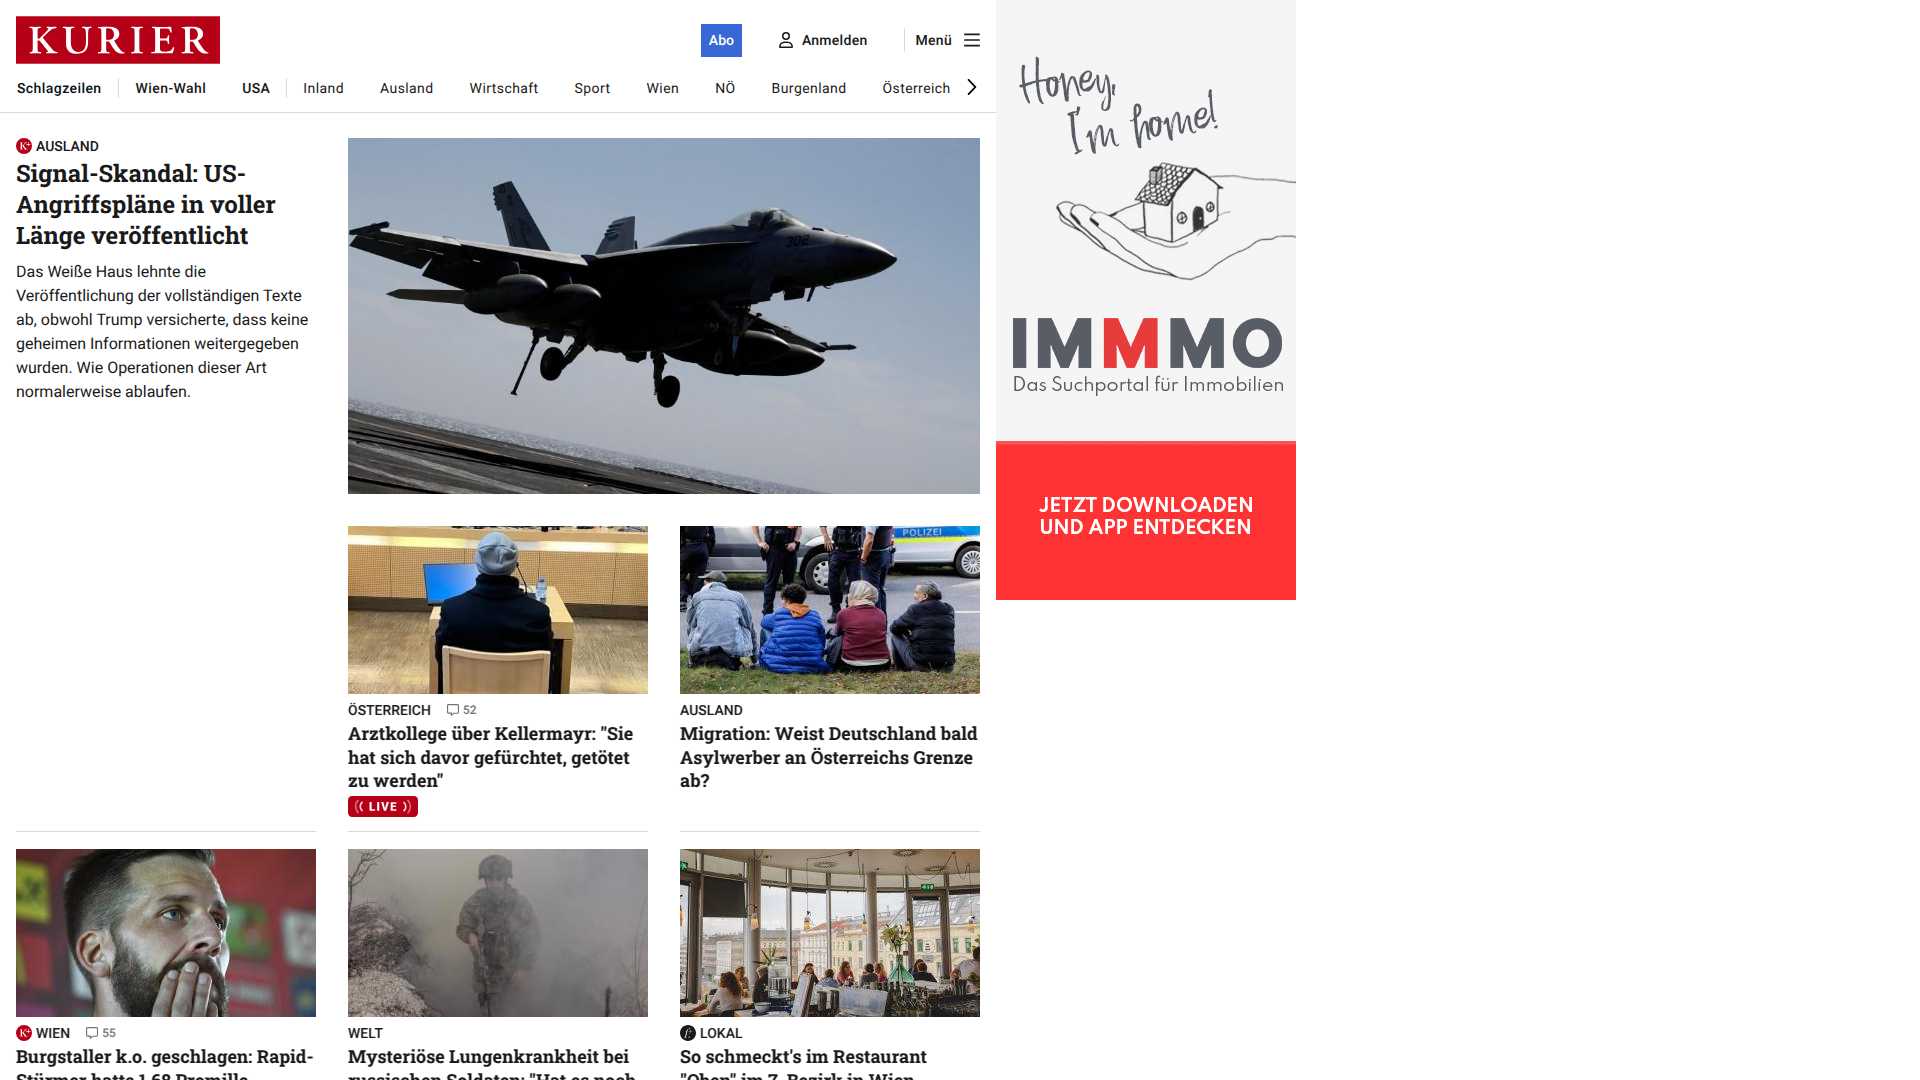 KURIER
Abo
Anmelden
Menü
Schlagzeilen
Wien-Wahl
USA
Inland
Ausland
Wirtschaft
Sport
Wien
NÖ
Burgenland
Österreich
K+ AUSLAND
Signal-Skandal: US-
Angriffspläne in voller
Länge veröffentlicht
Das Weiße Haus lehnte die
Veröffentlichung der vollständigen Texte
ab, obwohl Trump versicherte, dass keine
geheimen Informationen weitergegeben
wurden. Wie Operationen dieser Art
normalerweise ablaufen.
302
ÖSTERREICH 52
Arztkollege über Kellermayr: "Sie
hat sich davor gefürchtet, getötet
zu werden"
LIVE
POLIZEI
AUSLAND
Migration: Weist Deutschland bald
Asylwerber an Österreichs Grenze
ab?
K+ WIEN 55
Burgstaller k.o. geschlagen: Rapid-
Stürmer hatte 1,68 Promille
WELT
Mysteriöse Lungenkrankheit bei
russischen Soldaten: "Hat es noch
f LOKAL
So schmeckt's im Restaurant
"Oben" im 7. Bezirk in Wien
Honey,
I'm home!
IMMMO
Das Suchportal für Immobilien
JETZT DOWNLOADEN
UND APP ENTDECKEN